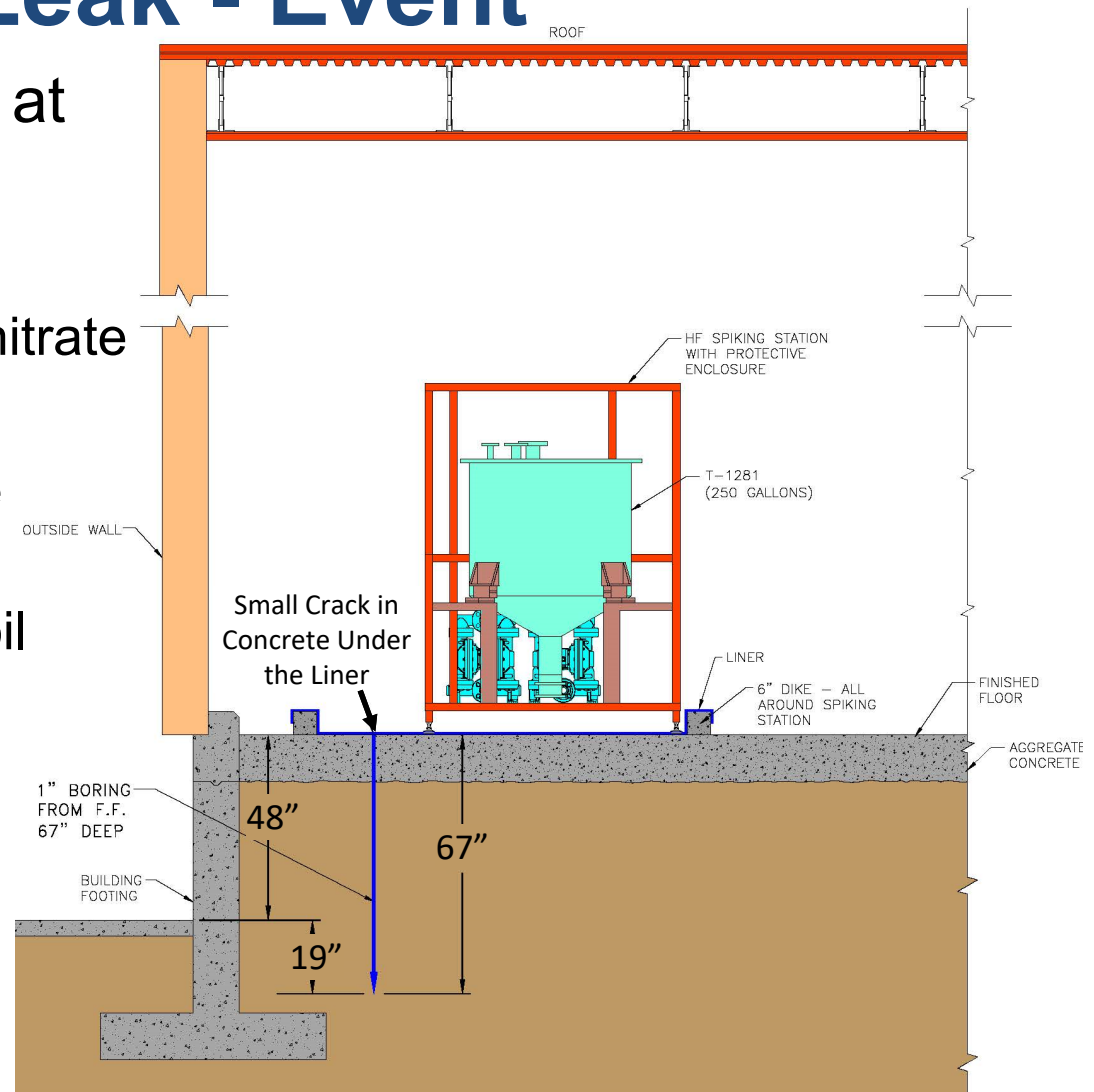 Leak - Event
at
nitrate
ROOF
HF SPIKING STATION
WITH PROTECTIVE
ENCLOSURE
T-1281
(250 GALLONS)
OUTSIDE WALL
Small Crack in
Concrete Under
the Liner
LINER
6" DIKE – ALL
AROUND SPIKING
STATION
FINISHED
FLOOR
AGGREGATE
CONCRETE
1" BORING
FROM F.F.
67" DEEP
48”
67”
BUILDING
FOOTING
19”